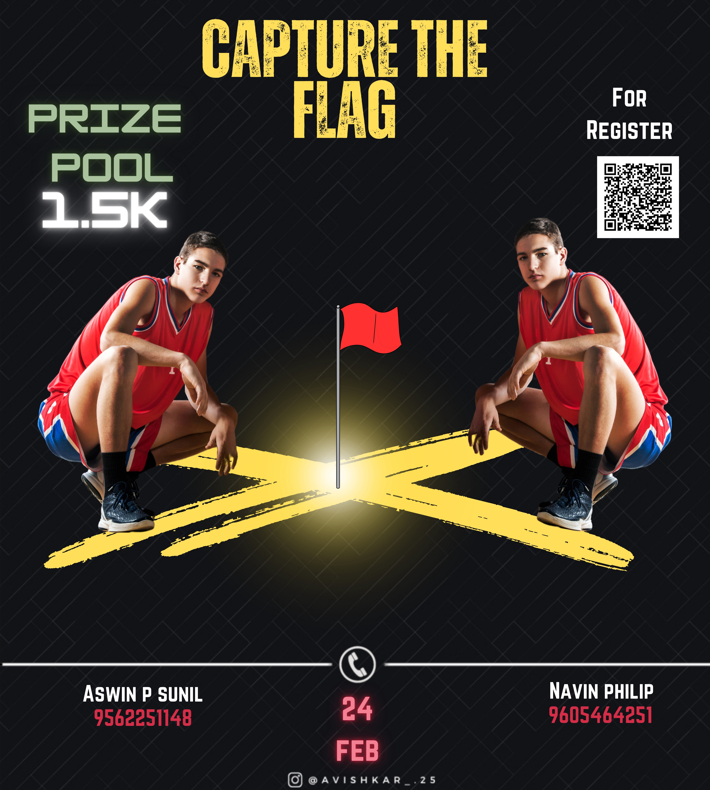 CAPTURE THE
FLAG
PRIZE
POOL
1.5K
FOR
REGISTER
ASWIN P SUNIL
9562251148
24
FEB
NAVIN PHILIP
9605464251
@AVISHKAR_.25